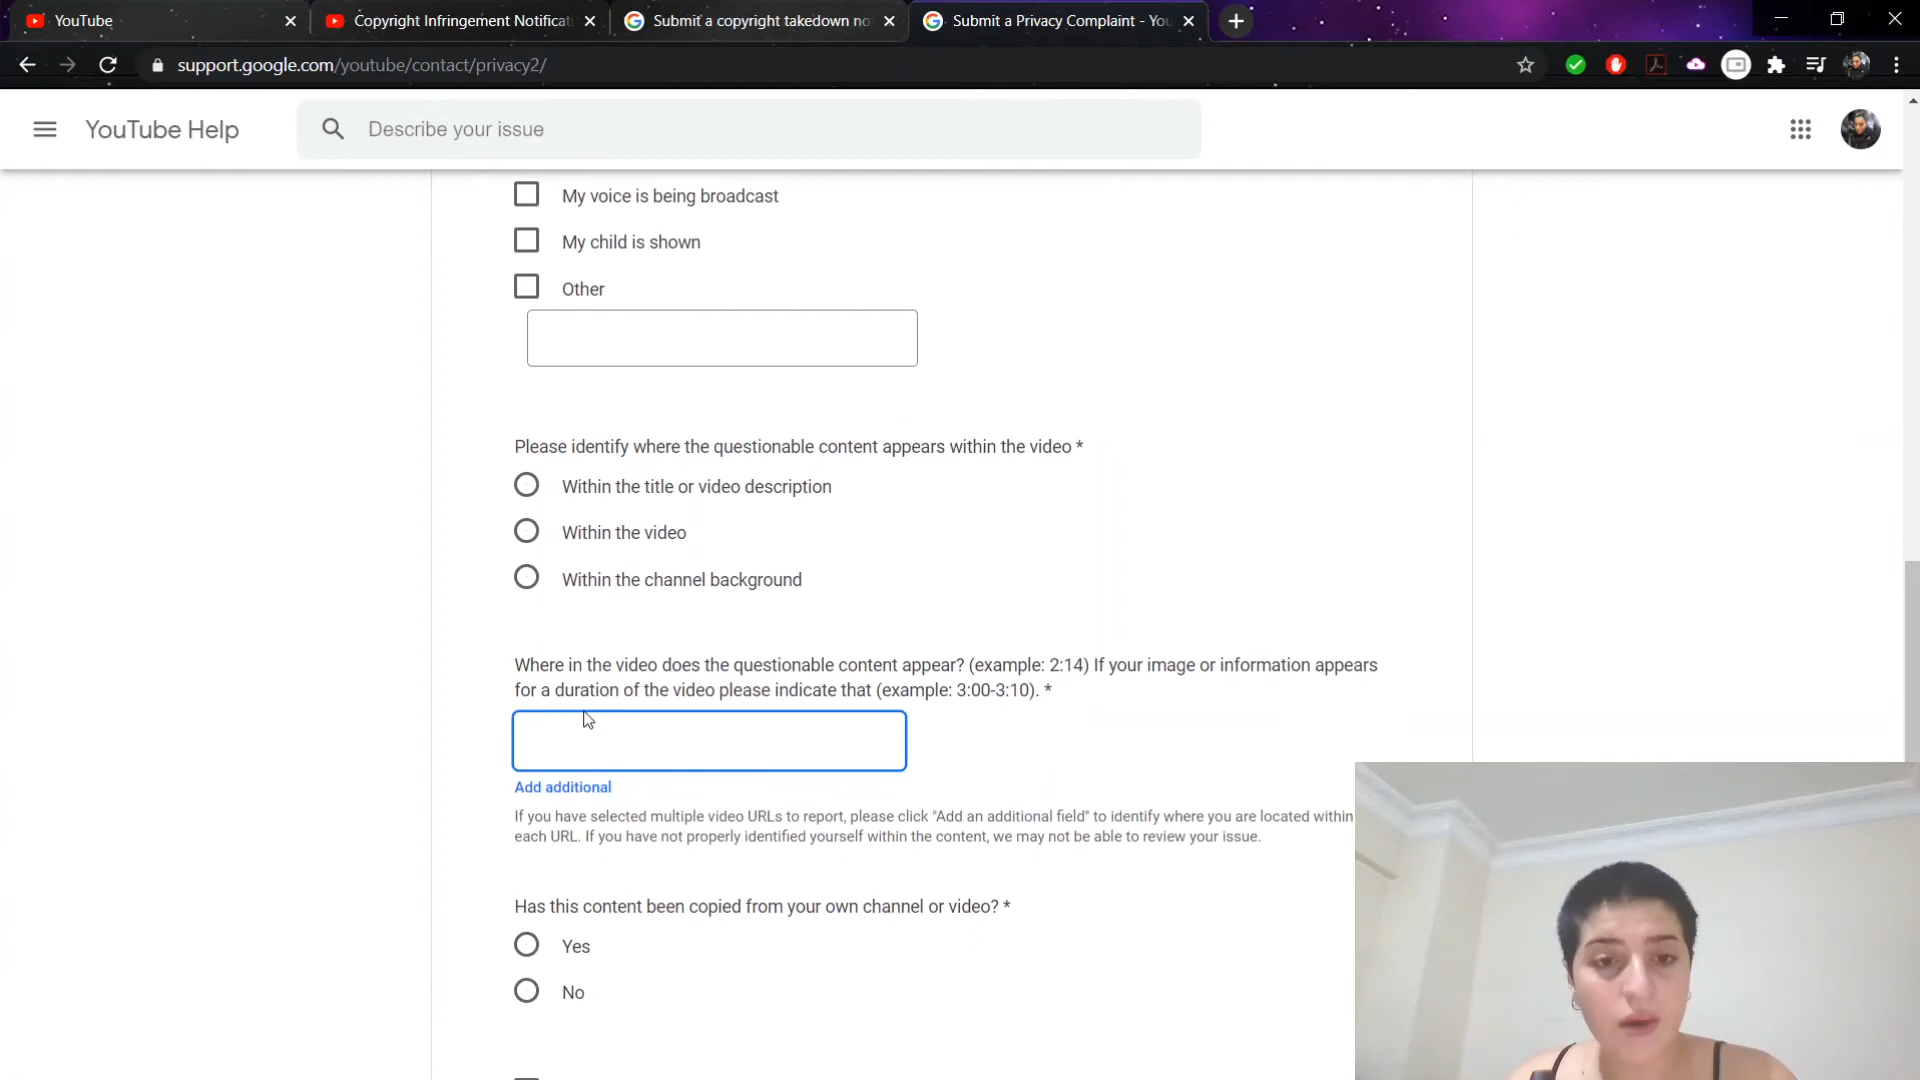 YouTube
Copyright Infringement Notificat
Submit a copyright takedown no
Submit a Privacy Complaint - You
support.google.com/youtube/contact/privacy2/
YouTube Help
Describe your issue
My voice is being broadcast
My child is shown
Other
Please identify where the questionable content appears within the video *
Within the title or video description
Within the video
Within the channel background
Where in the video does the questionable content appear? (example: 2:14) If your image or information appears
for a duration of the video please indicate that (example: 3:00-3:10). *
Add additional
If you have selected multiple video URLs to report, please click "Add an additional field" to identify where you are located within
each URL. If you have not properly identified yourself within the content, we may not be able to review your issue.
Has this content been copied from your own channel or video? *
Yes
No